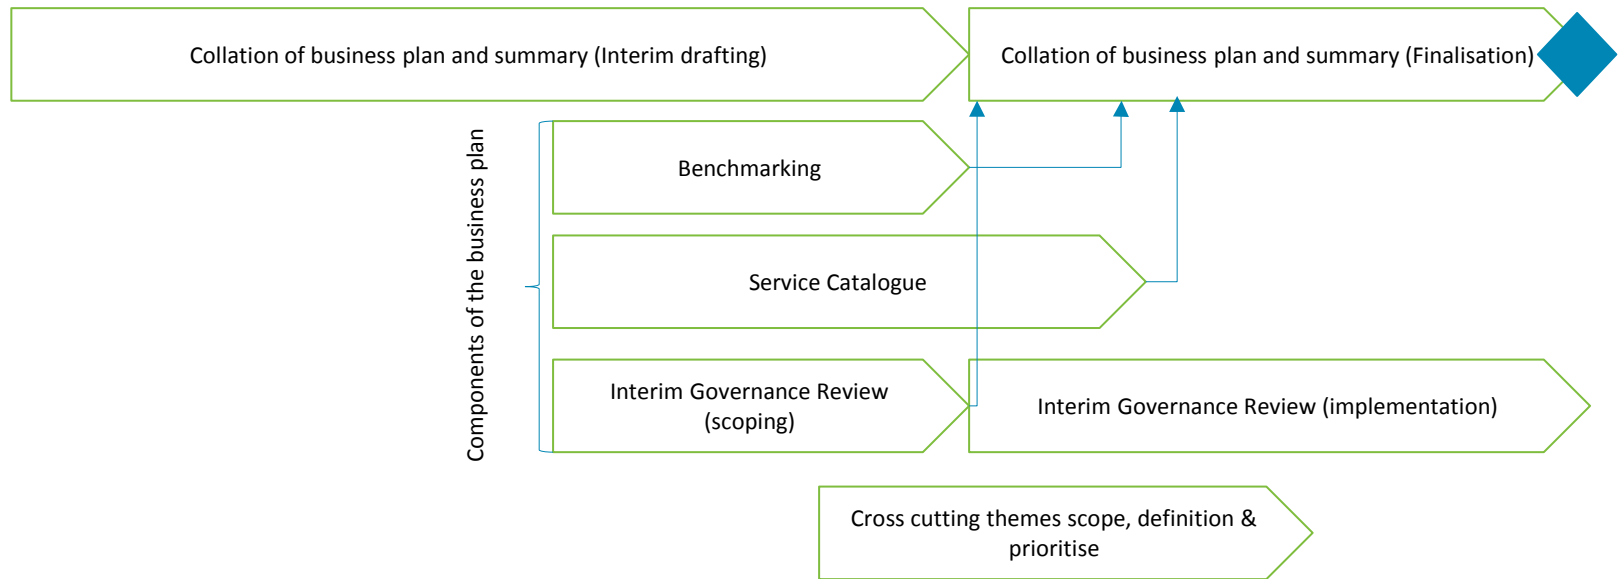 Collation of business plan and summary (Interim drafting)
Collation of business plan and summary (Finalisation)
Components of the business plan
Benchmarking
Service Catalogue
Interim Governance Review
(scoping)
Interim Governance Review (implementation)
Cross cutting themes scope, definition &
prioritise